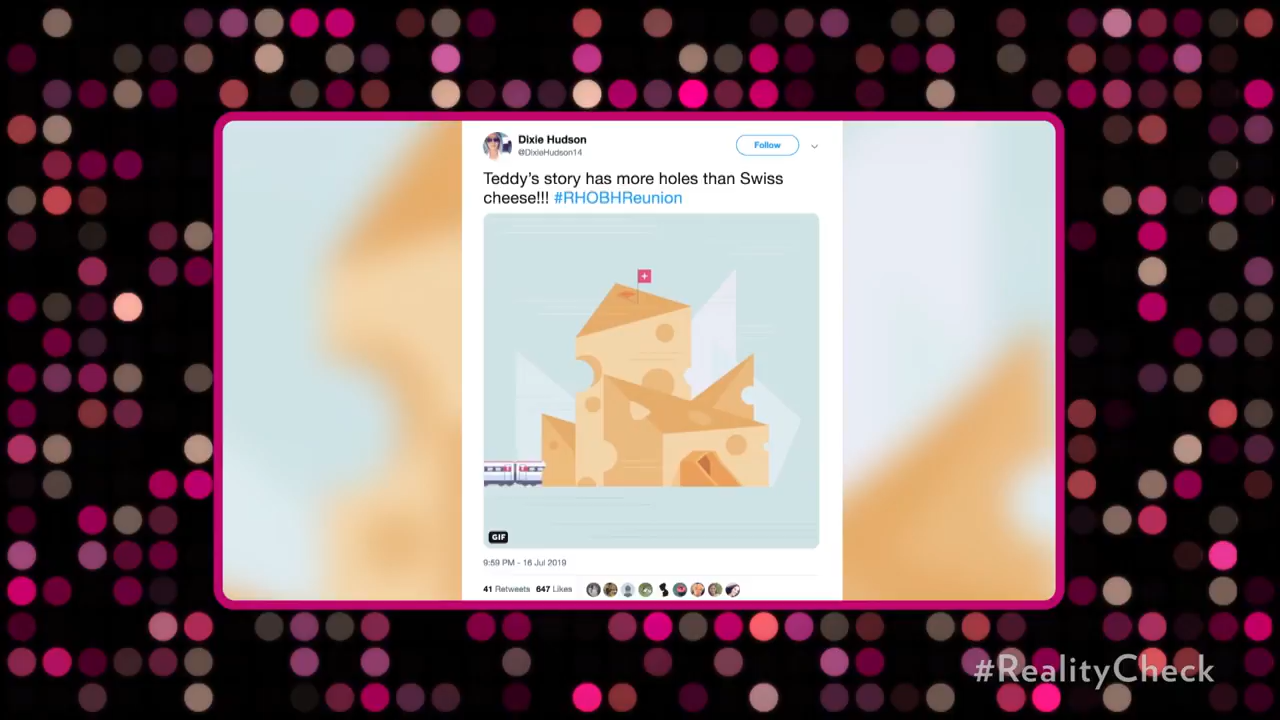 Dixie Hudson
@DixieHudson14
Follow
Teddy's story has more holes than Swiss
cheese!!! #RHOBHReunion
GIF
9:59 PM - 16 Jul 2019
41 Retweets 647 Likes
#RealityCheck